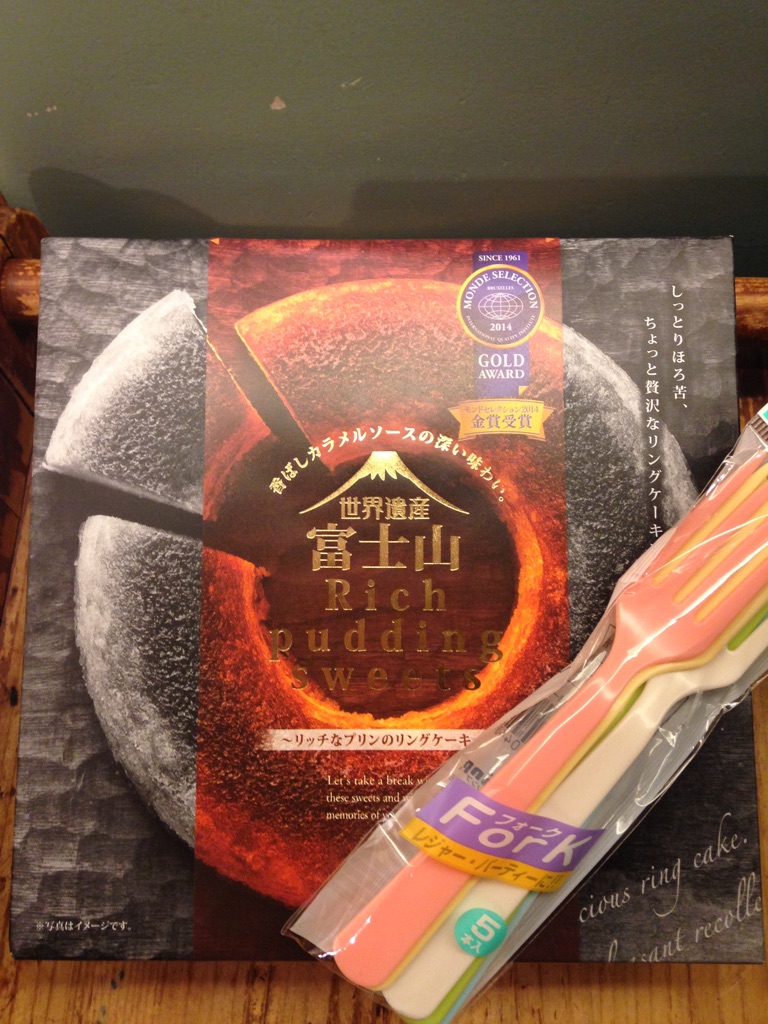 SINCE 1961
MONDE SELECTION
BRUSSELS
2014
INTERNATIONAL QUALITY INSTITUTE
GOLD
AWARD
モンドセレクション2014
金賞受賞
しっとりほろ苦、
ちょっと贅沢なリングケーキ
香ばしカラメルソースの深い味わい。
世界遺産
富士山
Rich
pudding
sweets
〜リッチなプリンのリングケーキ
Let's take a break
these sweets and
memories of
フォーク
Fork
レジャー・パーティーに
5
本入
cious ring cake.
※写真はイメージです。